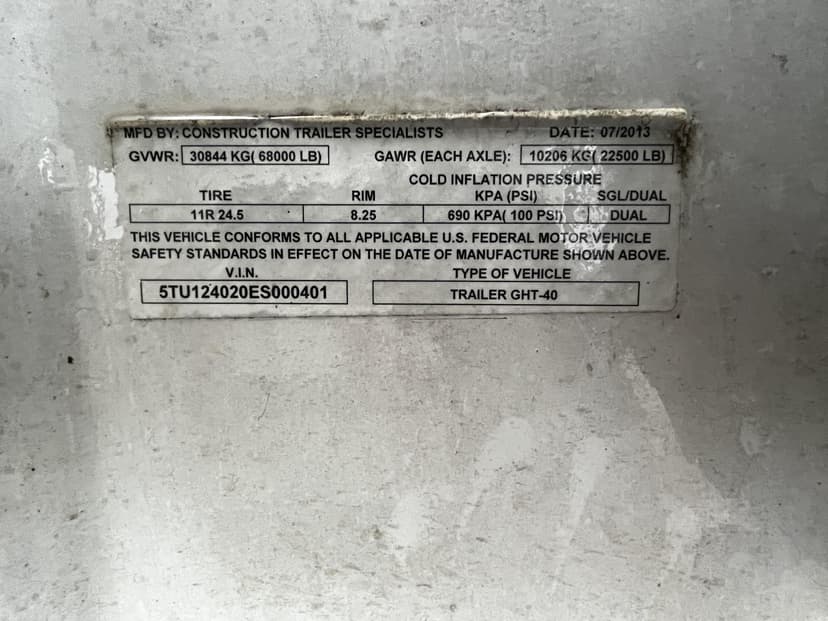 MFD BY: CONSTRUCTION TRAILER SPECIALISTS DATE: 07/2013
GVWR: 30844 KG( 68000 LB) GAWR (EACH AXLE): 10206 KG( 22500 LB)
COLD INFLATION PRESSURE
TIRE RIM KPA (PSI) SGL/DUAL
11R 24.5 8.25 690 KPA( 100 PSI) DUAL
THIS VEHICLE CONFORMS TO ALL APPLICABLE U.S. FEDERAL MOTOR VEHICLE
SAFETY STANDARDS IN EFFECT ON THE DATE OF MANUFACTURE SHOWN ABOVE.
V.I.N. TYPE OF VEHICLE
5TU124020ES000401 TRAILER GHT-40